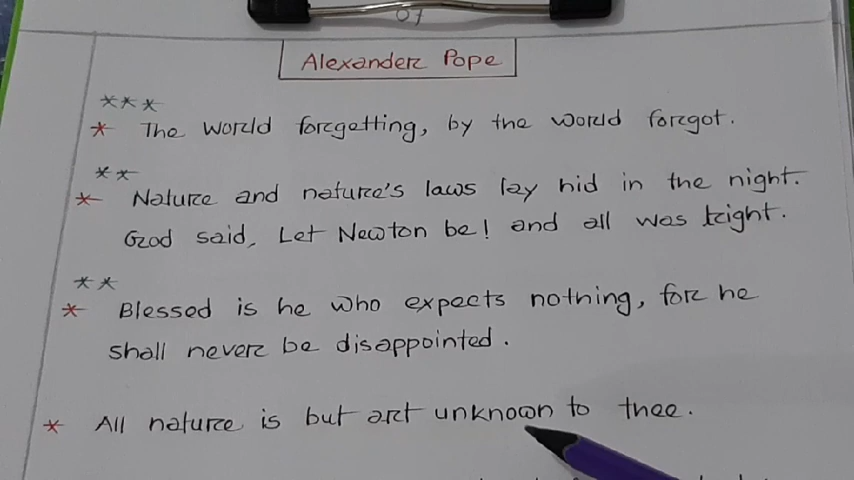 07
Alexander Pope
***
* The world forgetting, by the world forgot.
**
* Nature and nature's laws lay hid in the night.
God said, Let Newton be! and all was
**
* Blessed is he who expects nothing, for he
shall never be disappointed.
* All nature is but art unknown to thee.